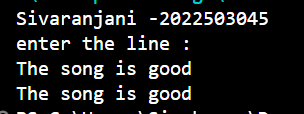 Sivaranjani -2022503045
enter the line :
The song is good
The song is good